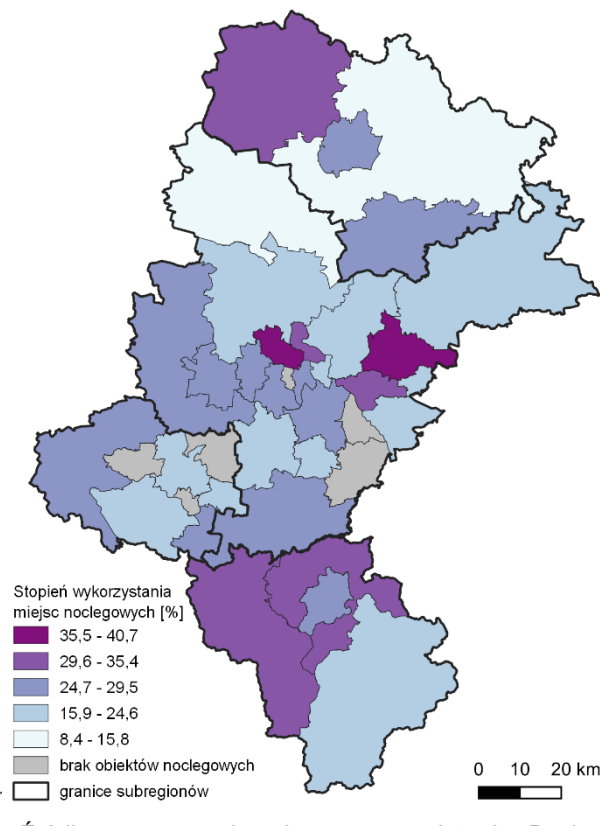 Stopień wykorzystania
miejsc noclegowych [%]
35,5 - 40,7
29,6 - 35,4
24,7 - 29,5
15,9 - 24,6
8,4 - 15,8
brak obiektów noclegowych
granice subregionów
0 10 20 km